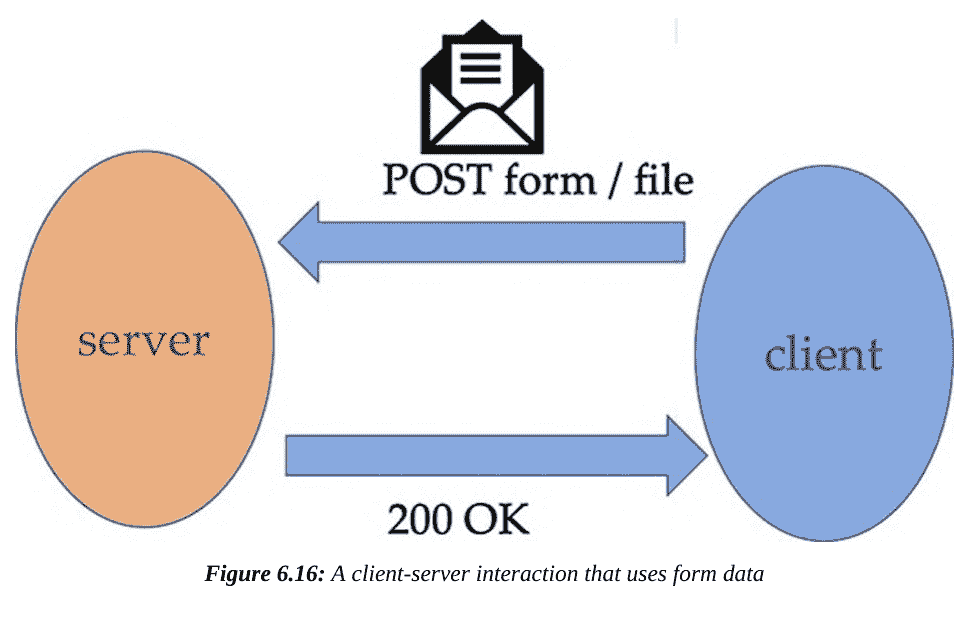 POST form / file
server
client
200 OK
Figure 6.16: A client-server interaction that uses form data